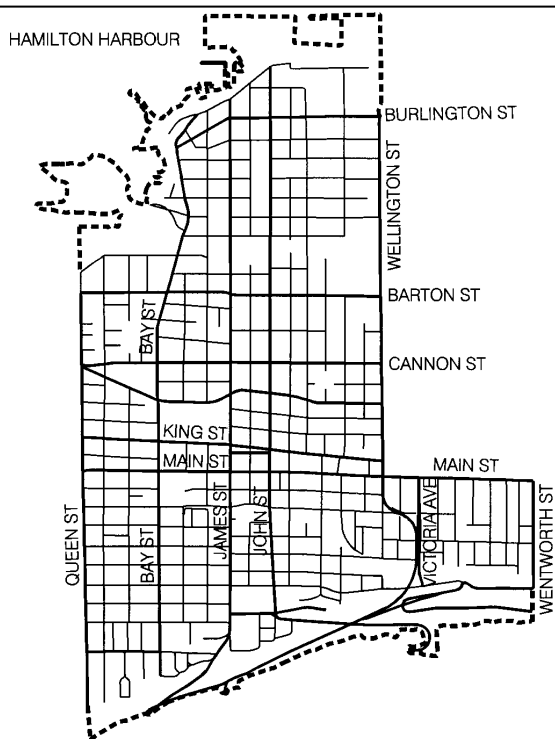 HAMILTON HARBOUR
BURLINGTON ST
WELLINGTON ST
BARTON ST
BAY ST
CANNON ST
KING ST
MAIN ST
MAIN ST
QUEEN ST
BAY ST
JAMES ST
JOHN ST
VICTORIA AVE
WENTWORTH ST